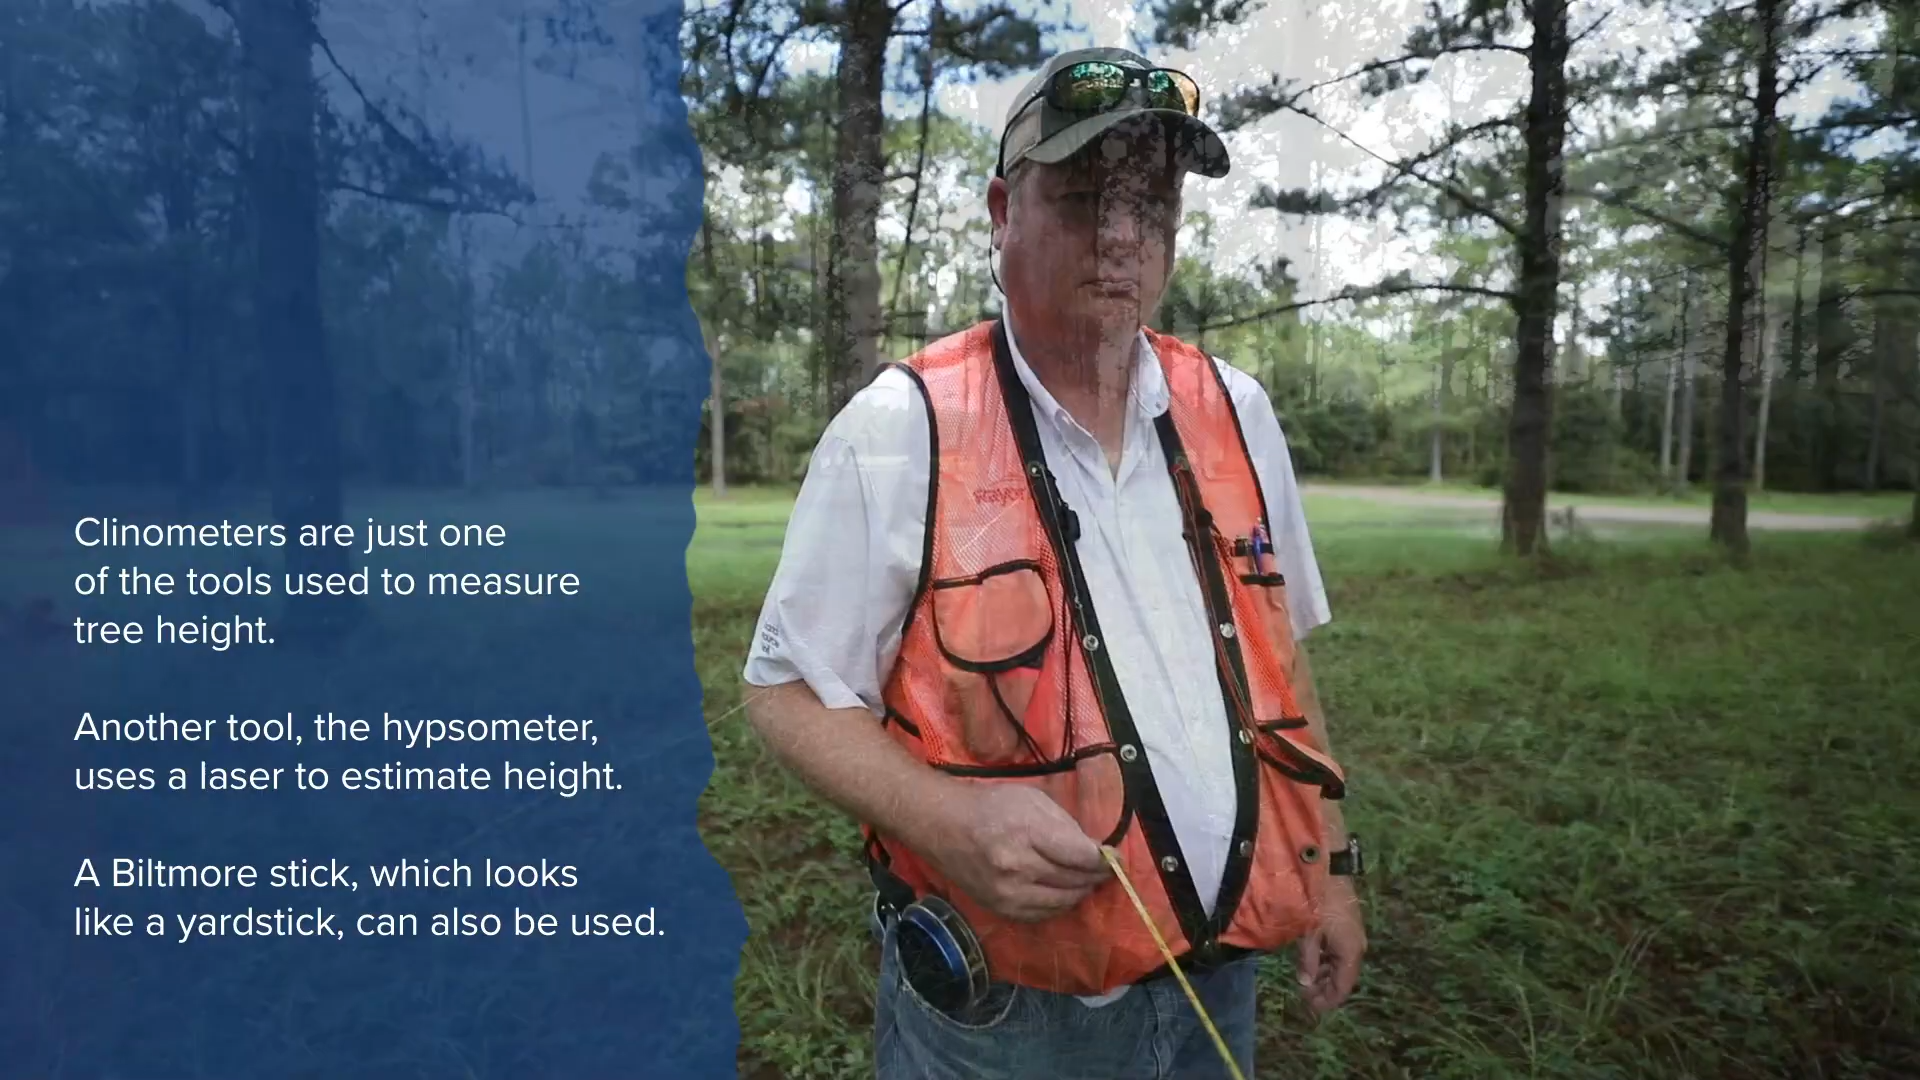 Clinometers are just one
of the tools used to measure
tree height.
Another tool, the hypsometer,
uses a laser to estimate height.
A Biltmore stick, which looks
like a yardstick, can also be used.